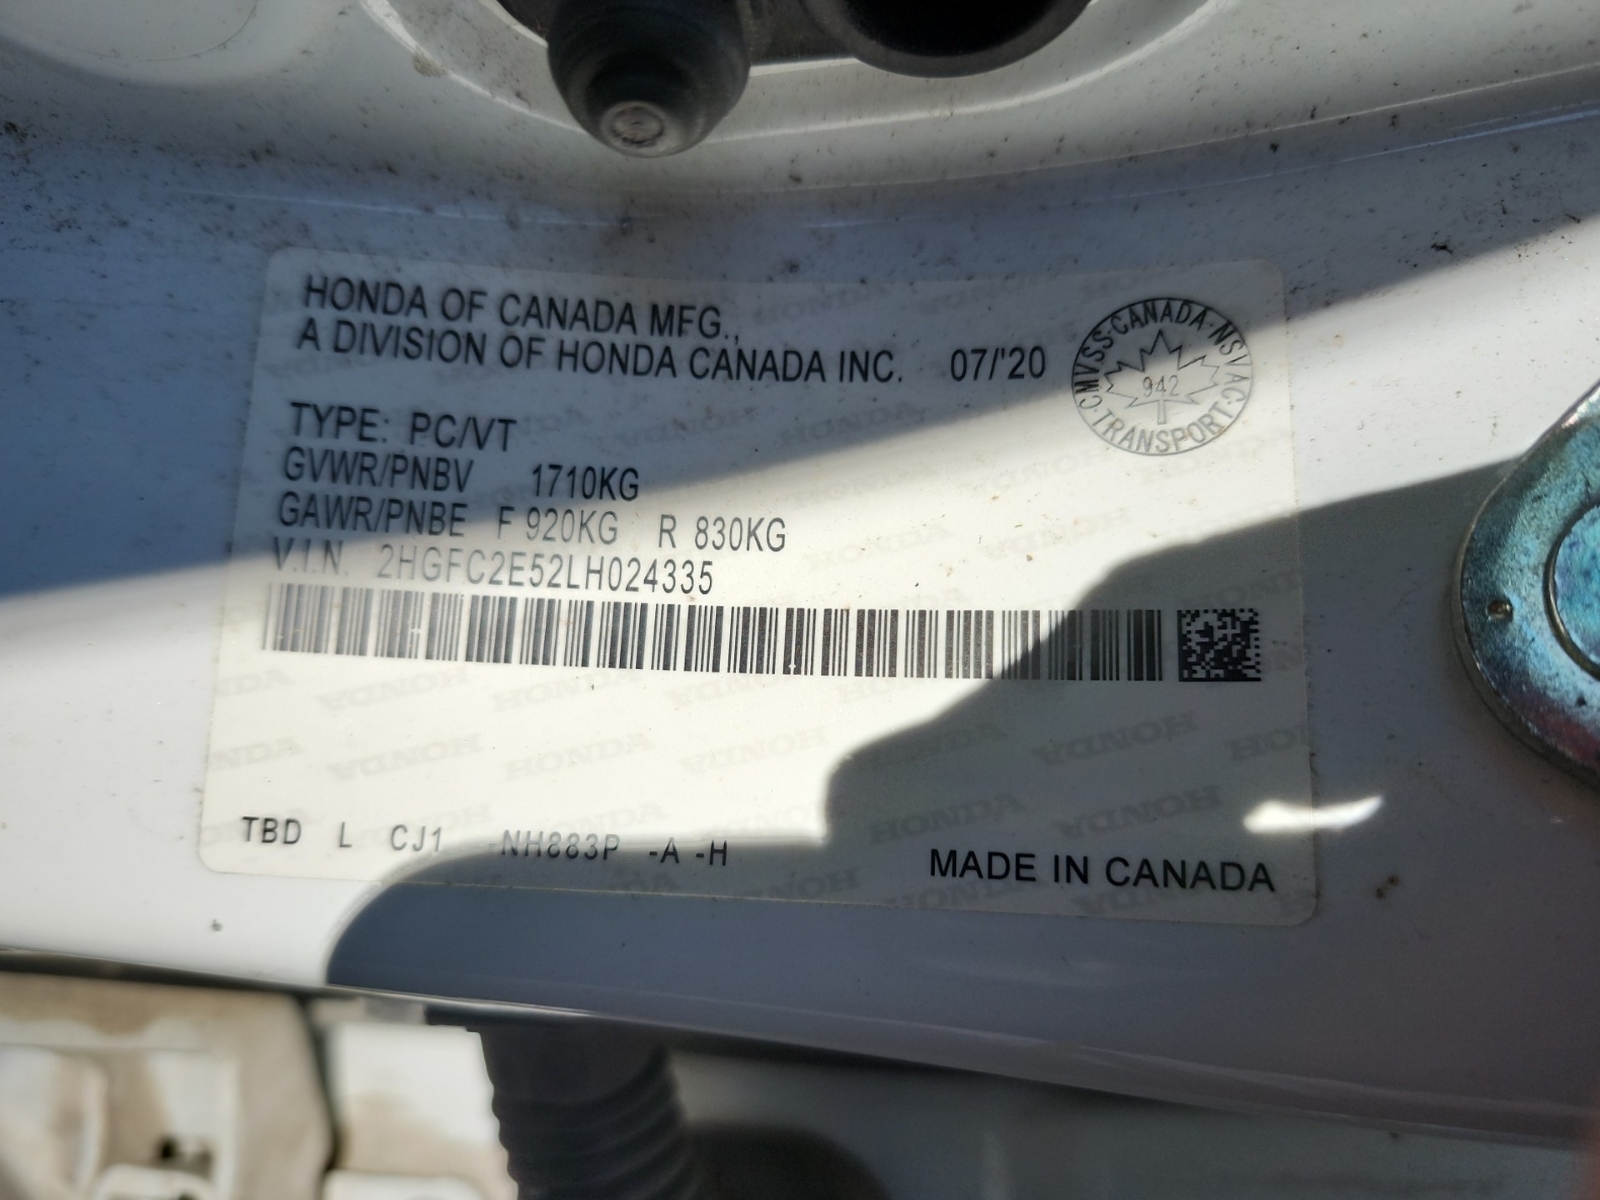 HONDA OF CANADA MFG.,
A DIVISION OF HONDA CANADA INC. 07/'20
CMVSS·CANADA·NSVAC·TRANSPORT
942
TYPE: PC/VT
GVWR/PNBV 1710KG
GAWR/PNBE F 920KG R 830KG
V.I.N. 2HGFC2E52LH024335
TBD L CJ1 NH883P -A -H
MADE IN CANADA